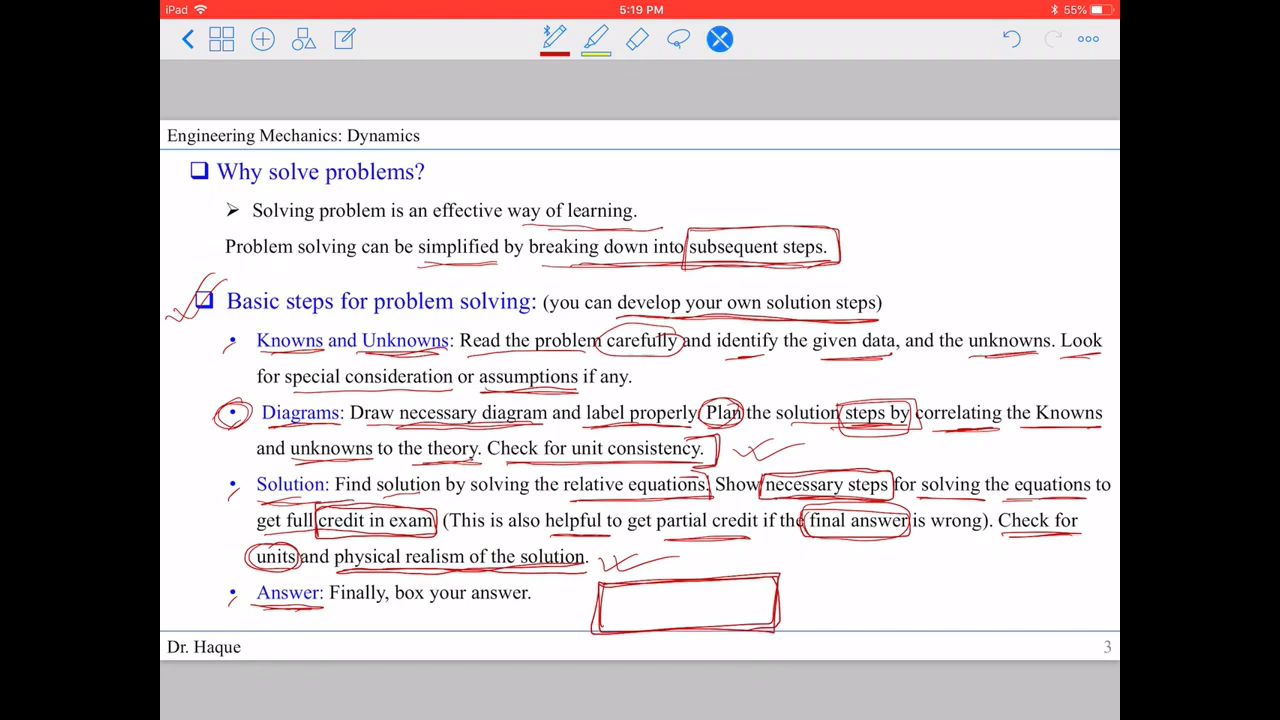 iPad 5:19 PM 55%
Engineering Mechanics: Dynamics
Why solve problems?
Solving problem is an effective way of learning.
Problem solving can be simplified by breaking down into subsequent steps.
Basic steps for problem solving: (you can develop your own solution steps)
• Knowns and Unknowns: Read the problem carefully and identify the given data, and the unknowns. Look
for special consideration or assumptions if any.
• Diagrams: Draw necessary diagram and label properly. Plan the solution steps by correlating the Knowns
and unknowns to the theory. Check for unit consistency.
• Solution: Find solution by solving the relative equations. Show necessary steps for solving the equations to
get full credit in exam (This is also helpful to get partial credit if the final answer is wrong). Check for
units and physical realism of the solution.
• Answer: Finally, box your answer.
Dr. Haque 3